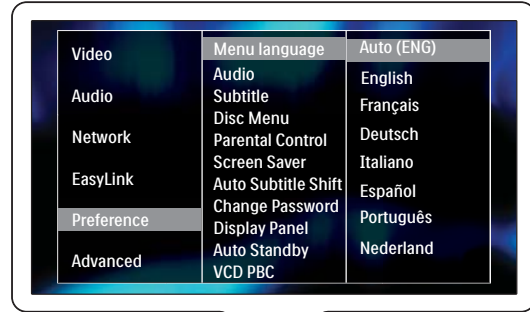 Video
Audio
Network
EasyLink
Preference
Advanced
Menu language
Audio
Subtitle
Disc Menu
Parental Control
Screen Saver
Auto Subtitle Shift
Change Password
Display Panel
Auto Standby
VCD PBC
Auto (ENG)
English
Français
Deutsch
Italiano
Español
Português
Nederland